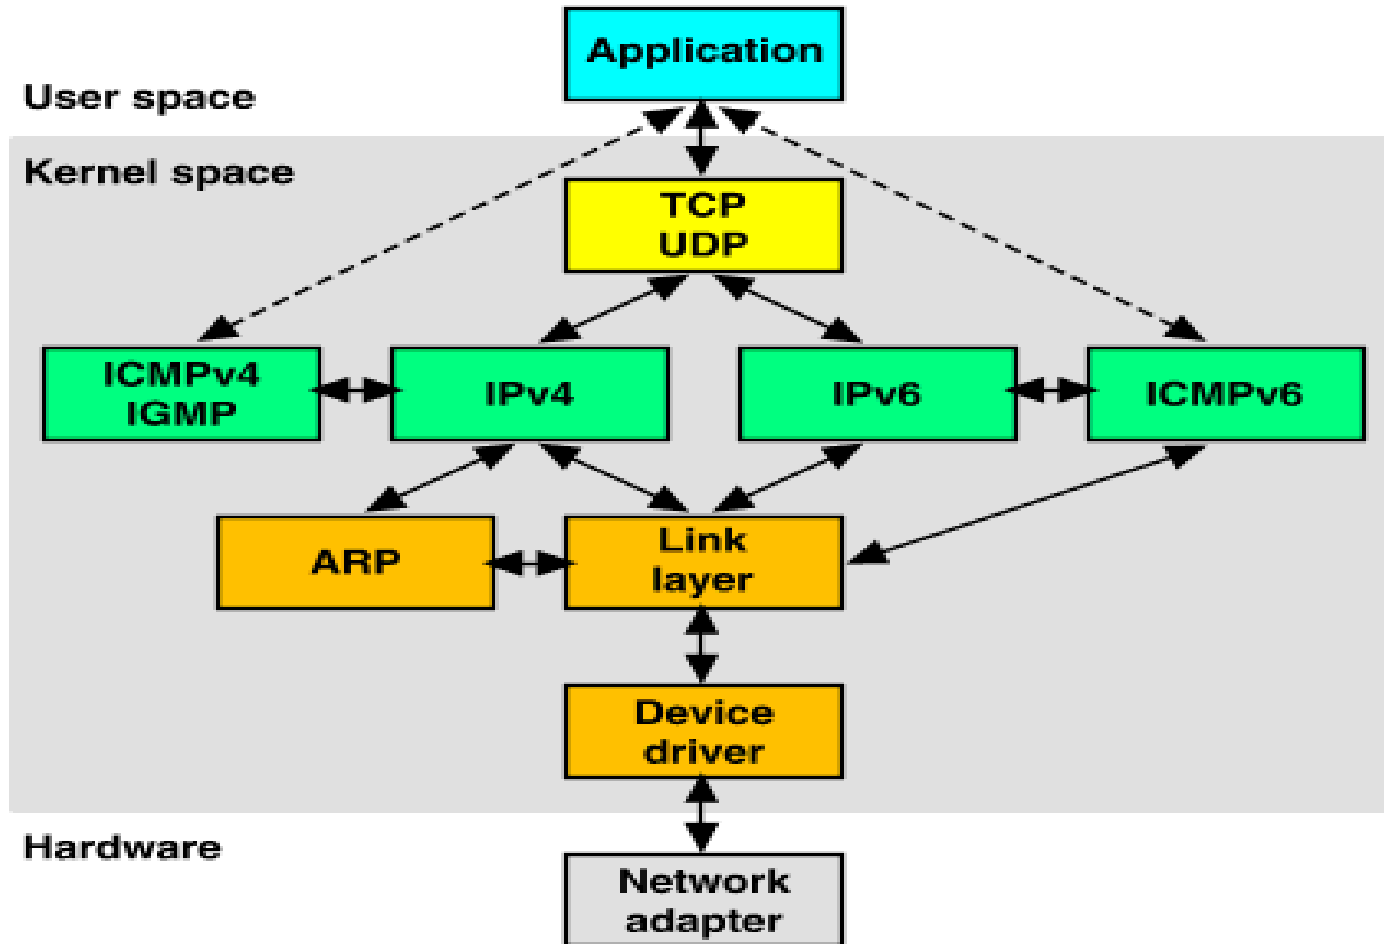 Application
User space
Kernel space
TCP
UDP
ICMPv4
IGMP
IPv4
IPv6
ICMPv6
ARP
Link
layer
Device
driver
Hardware
Network
adapter